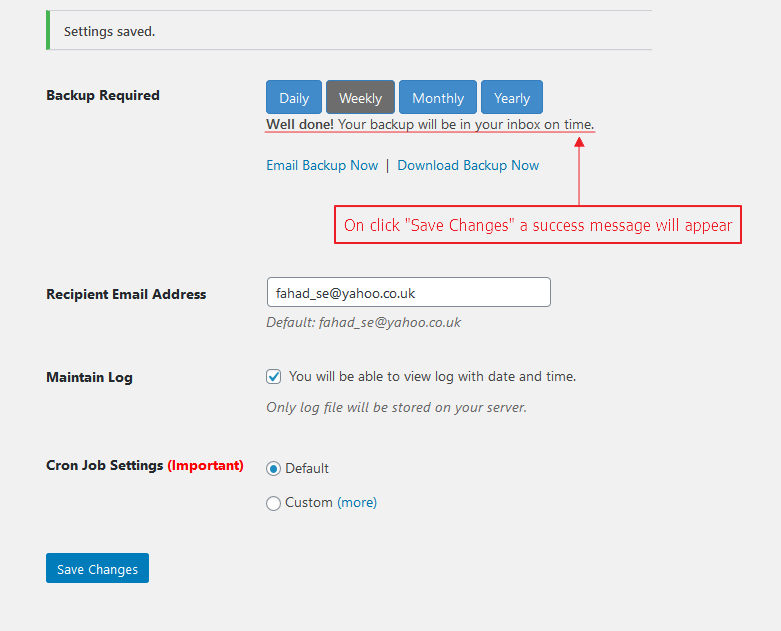 Settings saved.
Backup Required
Daily Weekly Monthly Yearly
Well done! Your backup will be in your inbox on time.
Email Backup Now | Download Backup Now
On click "Save Changes" a success message will appear
Recipient Email Address
fahad_se@yahoo.co.uk
Default: fahad_se@yahoo.co.uk
Maintain Log
You will be able to view log with date and time.
Only log file will be stored on your server.
Cron Job Settings (Important)
Default
Custom (more)
Save Changes